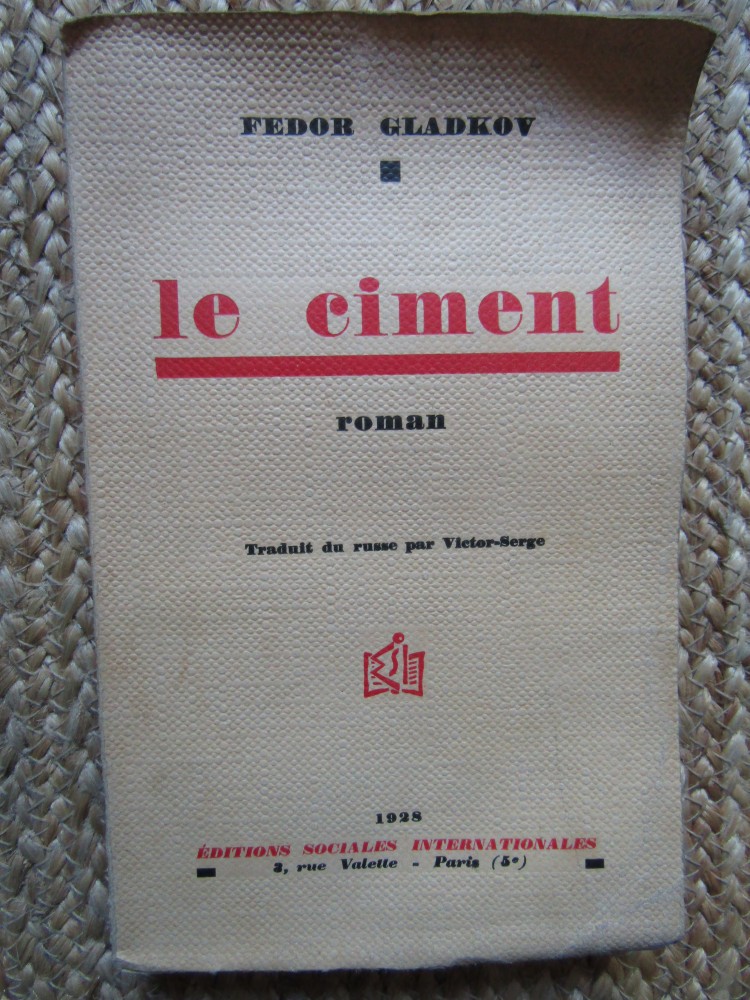 FEDOR GLADKOV
le ciment
roman
Traduit du russe par Victor-Serge
1928
ÉDITIONS SOCIALES INTERNATIONALES
3, rue Valette - Paris (5e)